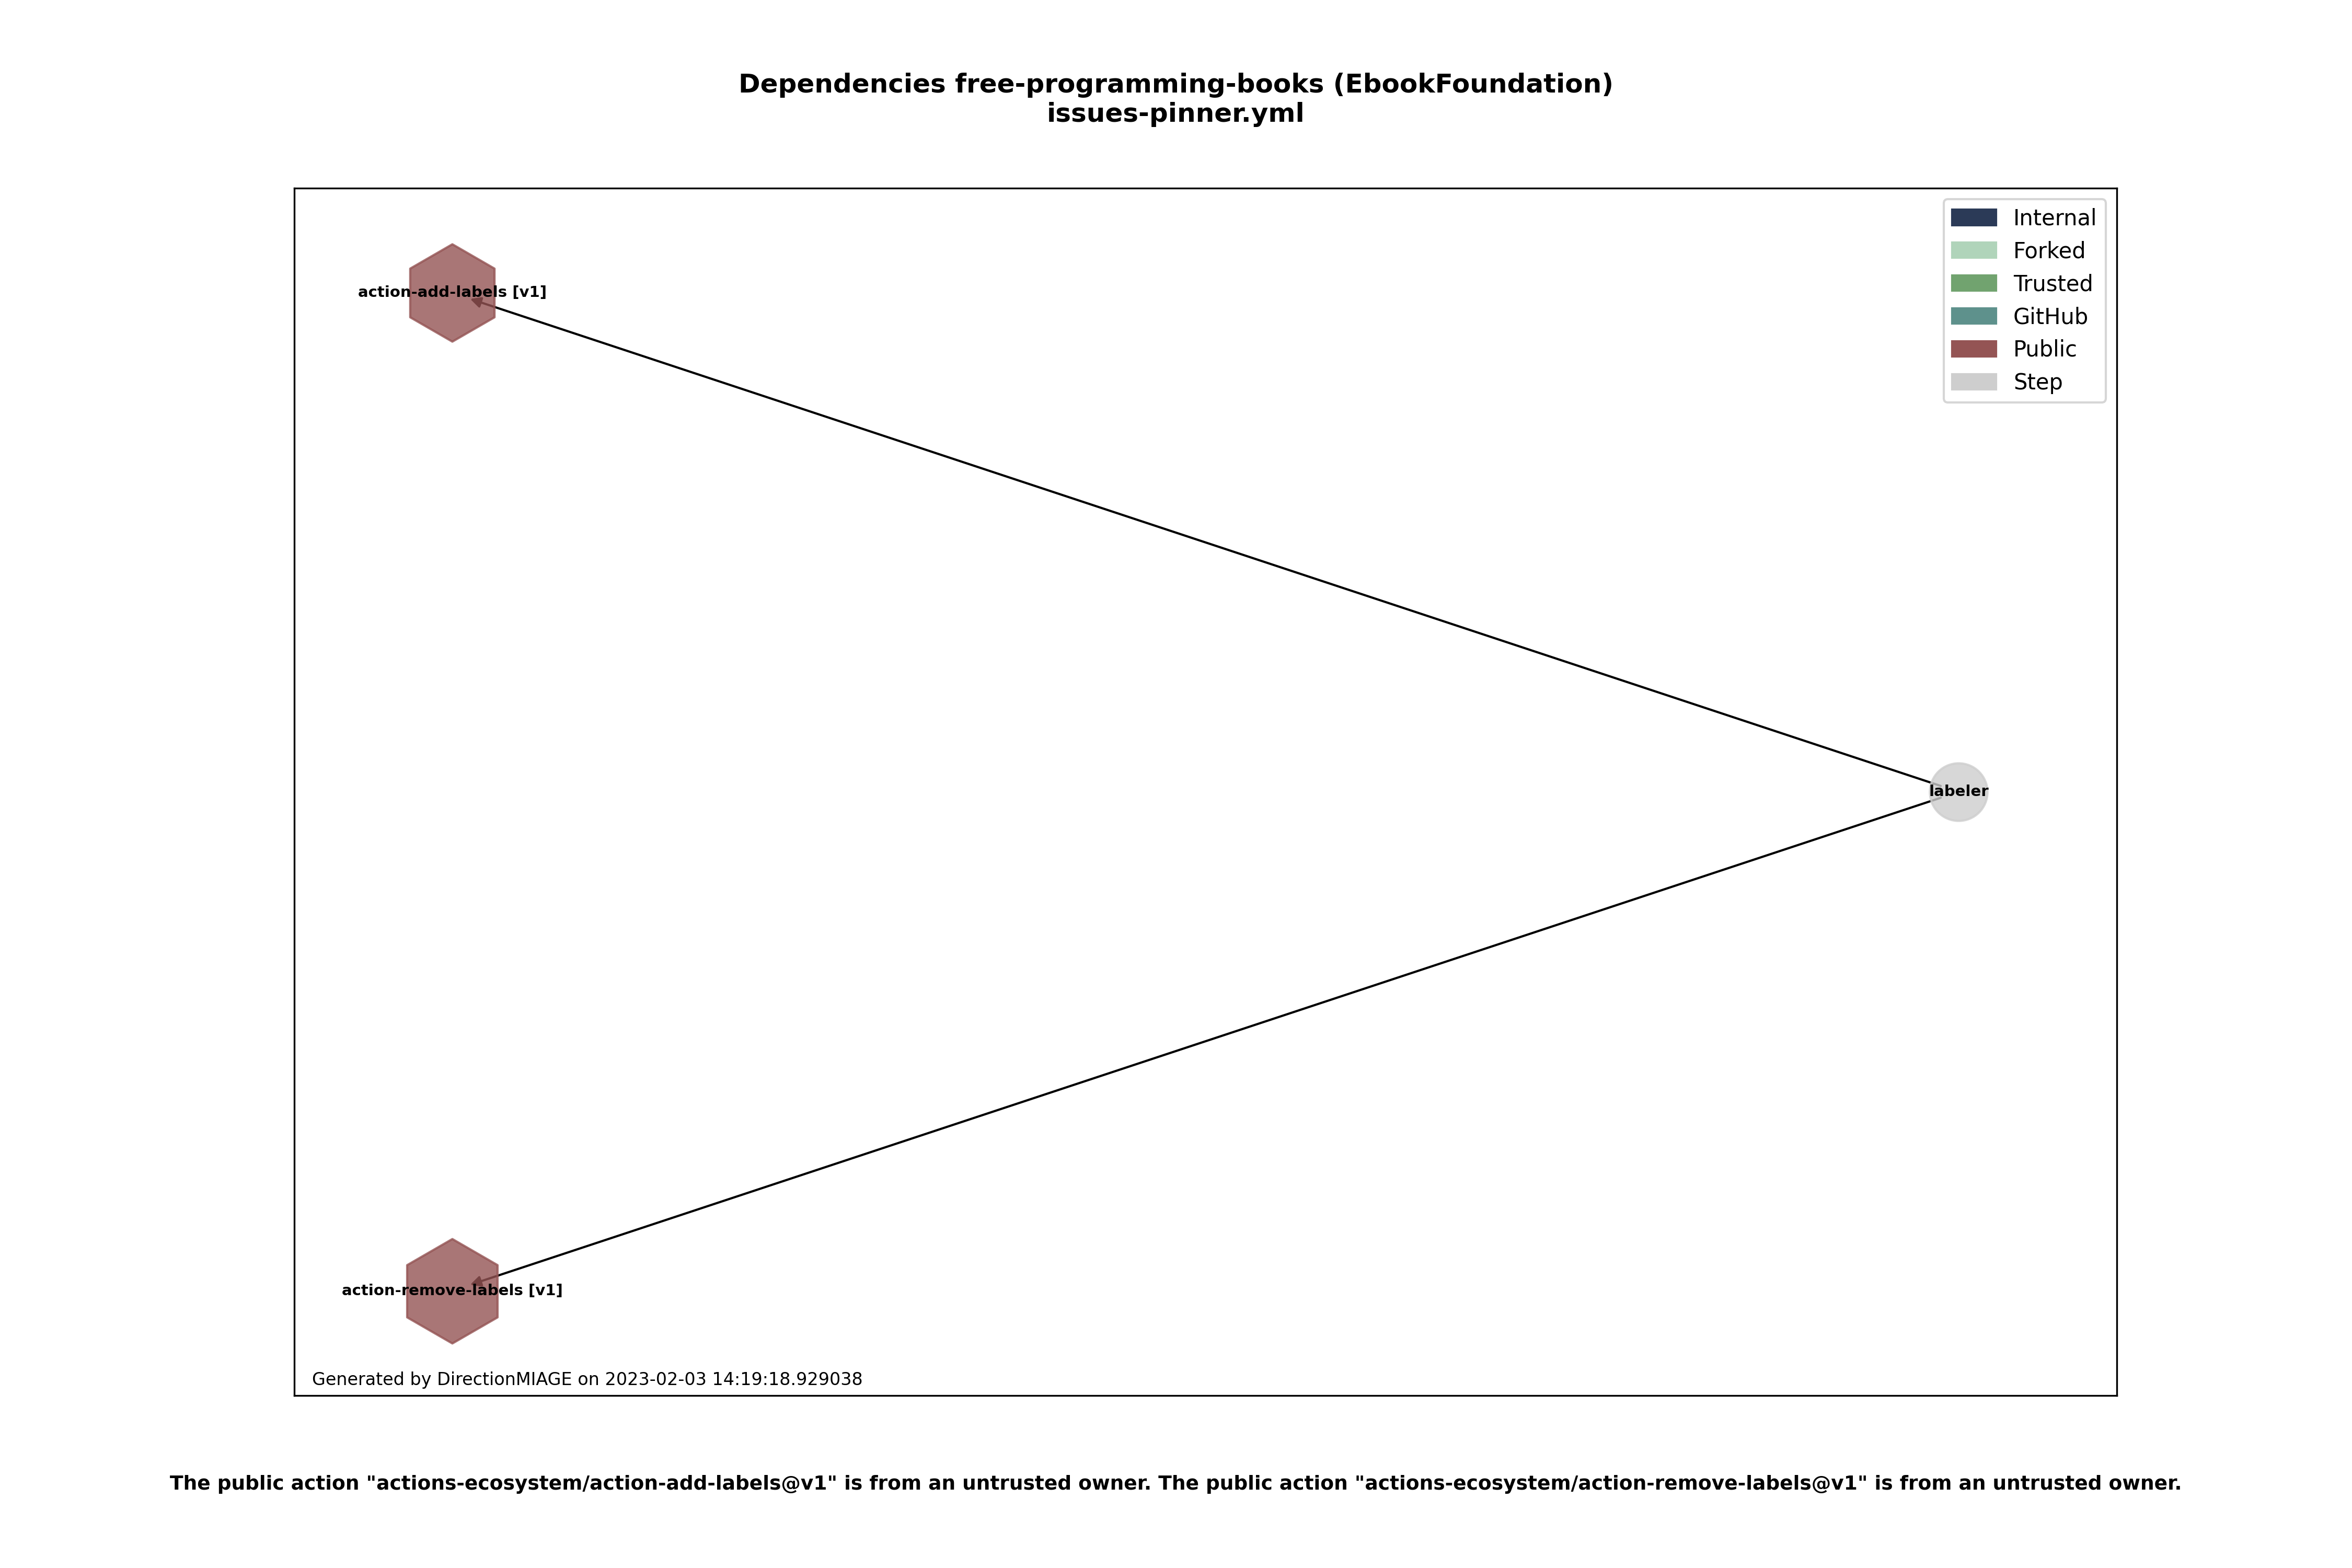 Dependencies free-programming-books (EbookFoundation)
issues-pinner.yml
Internal
Forked
Trusted
GitHub
Public
Step
action-add-labels [v1]
labeler
action-remove-labels [v1]
Generated by DirectionMIAGE on 2023-02-03 14:19:18.929038
The public action "actions-ecosystem/action-add-labels@v1" is from an untrusted owner. The public action "actions-ecosystem/action-remove-labels@v1" is from an untrusted owner.